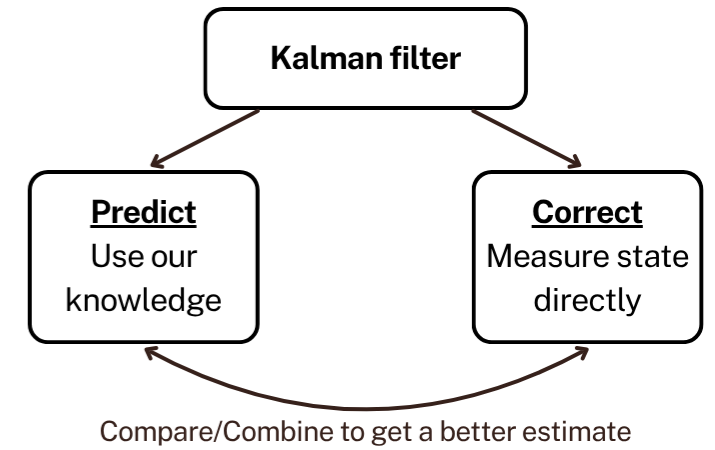 Kalman filter
Predict
Use our
knowledge
Correct
Measure state
directly
Compare/Combine to get a better estimate